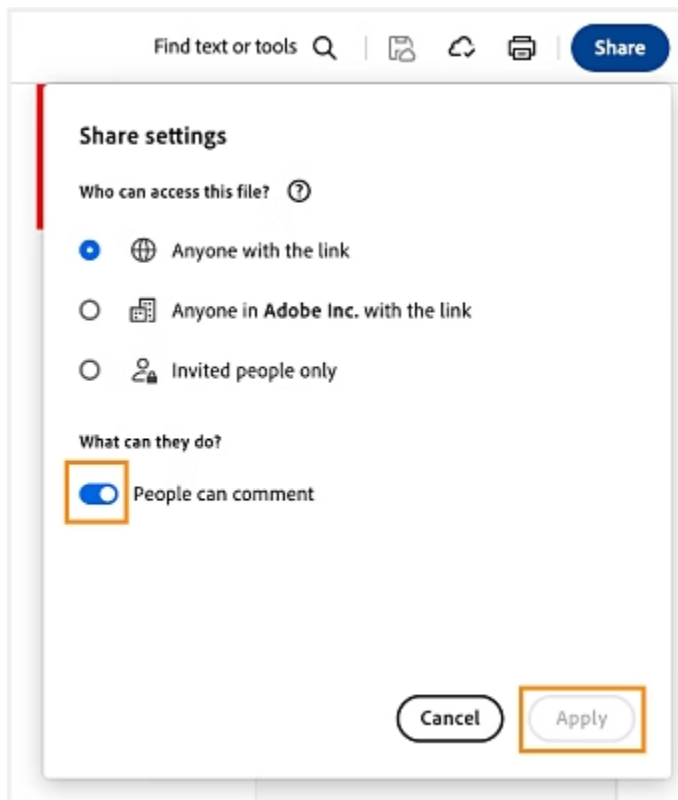 Find text or tools
Share
Share settings
Who can access this file? ?
Anyone with the link
Anyone in Adobe Inc. with the link
Invited people only
What can they do?
People can comment
Cancel
Apply